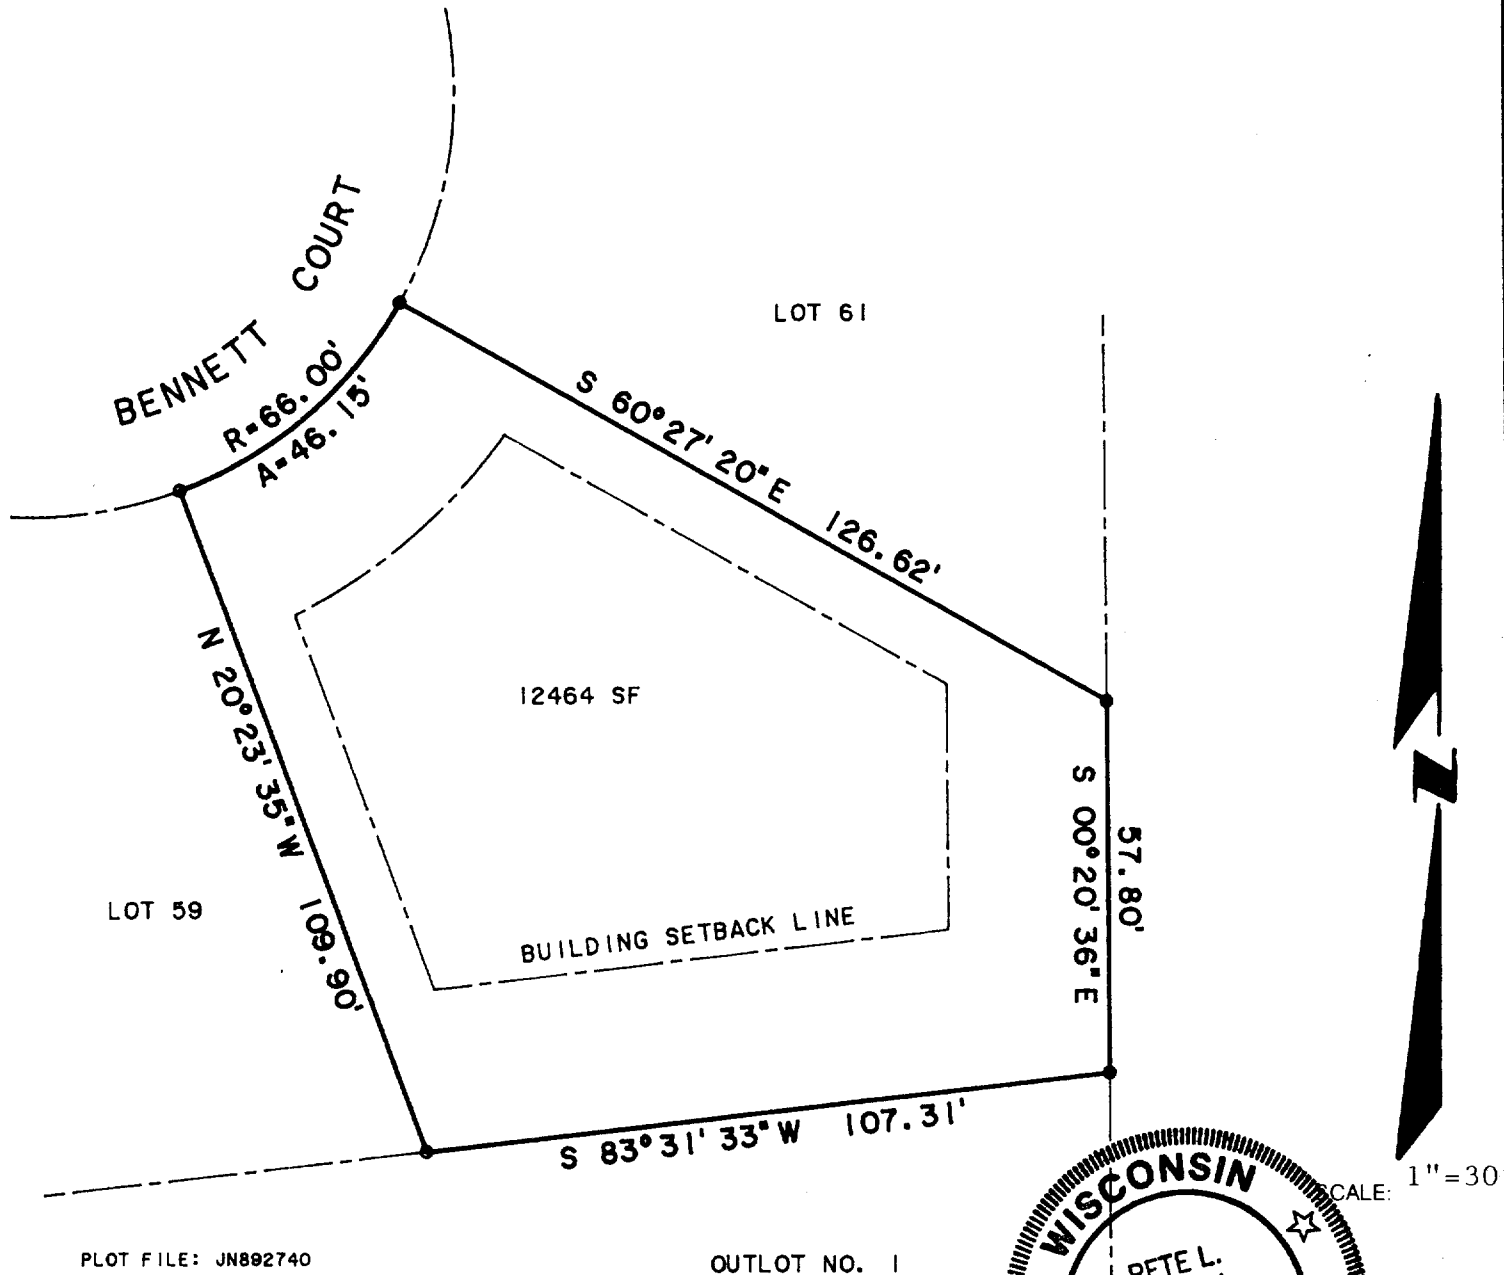 BENNETT COURT
R=66.00'
A=46.15'
LOT 61
S 60°27'20"E 126.62'
12464 SF
N 20°23'35"W 109.90'
S 00°20'36"E
57.80'
LOT 59
BUILDING SETBACK LINE
S 83°31'33"W 107.31'
N
SCALE: 1"=30
WISCONSIN
PETE L.
PLOT FILE: JN892740
OUTLOT NO. 1